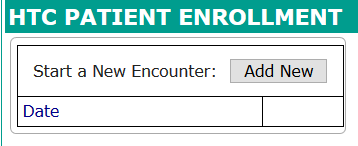 HTC PATIENT ENROLLMENT
Start a New Encounter: Add New
Date